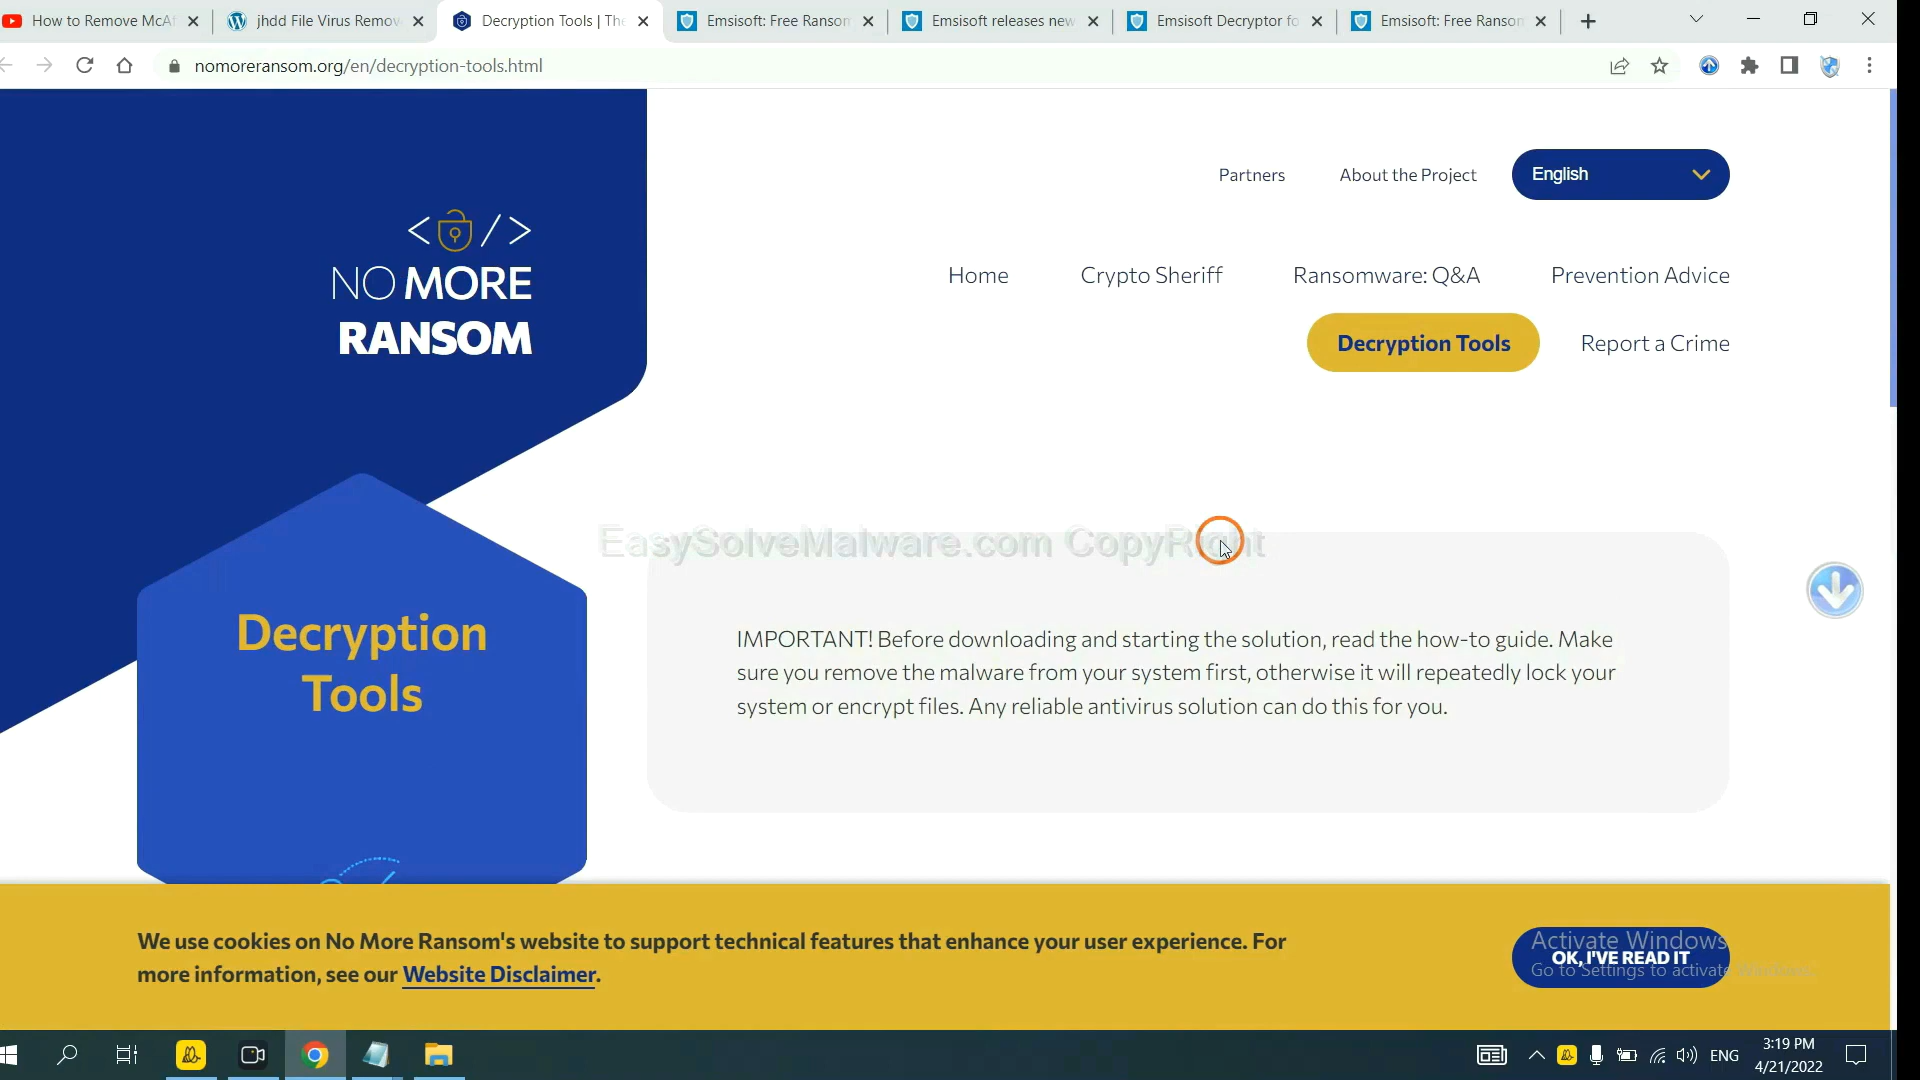 How to Remove McAf
jhdd File Virus Remov
Decryption Tools | The
Emsisoft: Free Ransom
Emsisoft releases new
Emsisoft Decryptor fo
Emsisoft: Free Ransom
nomoreransom.org/en/decryption-tools.html
Partners
About the Project
English
< />
NO MORE
RANSOM
Home
Crypto Sheriff
Ransomware: Q&A
Prevention Advice
Decryption Tools
Report a Crime
EasySolveMalware.com CopyRight
Decryption
Tools
IMPORTANT! Before downloading and starting the solution, read the how-to guide. Make
sure you remove the malware from your system first, otherwise it will repeatedly lock your
system or encrypt files. Any reliable antivirus solution can do this for you.
We use cookies on No More Ransom's website to support technical features that enhance your user experience. For
more information, see our Website Disclaimer.
Activate Windows
OK, I'VE READ IT
Go to Settings to activate Windows.
ENG
3:19 PM
4/21/2022